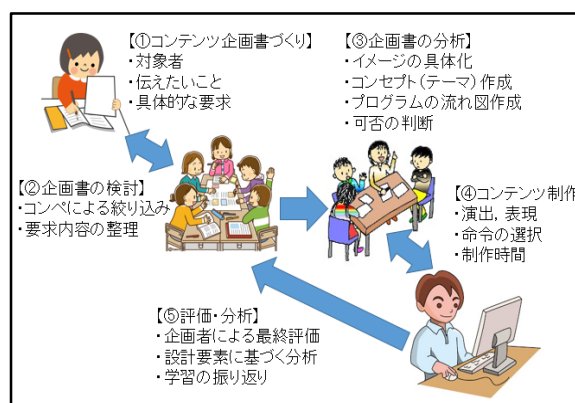 【①コンテンツ企画書づくり】
・対象者
・伝えたいこと
・具体的な要求
【②企画書の検討】
・コンペによる絞り込み
・要求内容の整理
【③企画書の分析】
・イメージの具体化
・コンセプト(テーマ)作成
・プログラムの流れ図作成
・可否の判断
【④コンテンツ制作】
・演出, 表現
・命令の選択
・制作時間
【⑤評価・分析】
・企画者による最終評価
・設計要素に基づく分析
・学習の振り返り